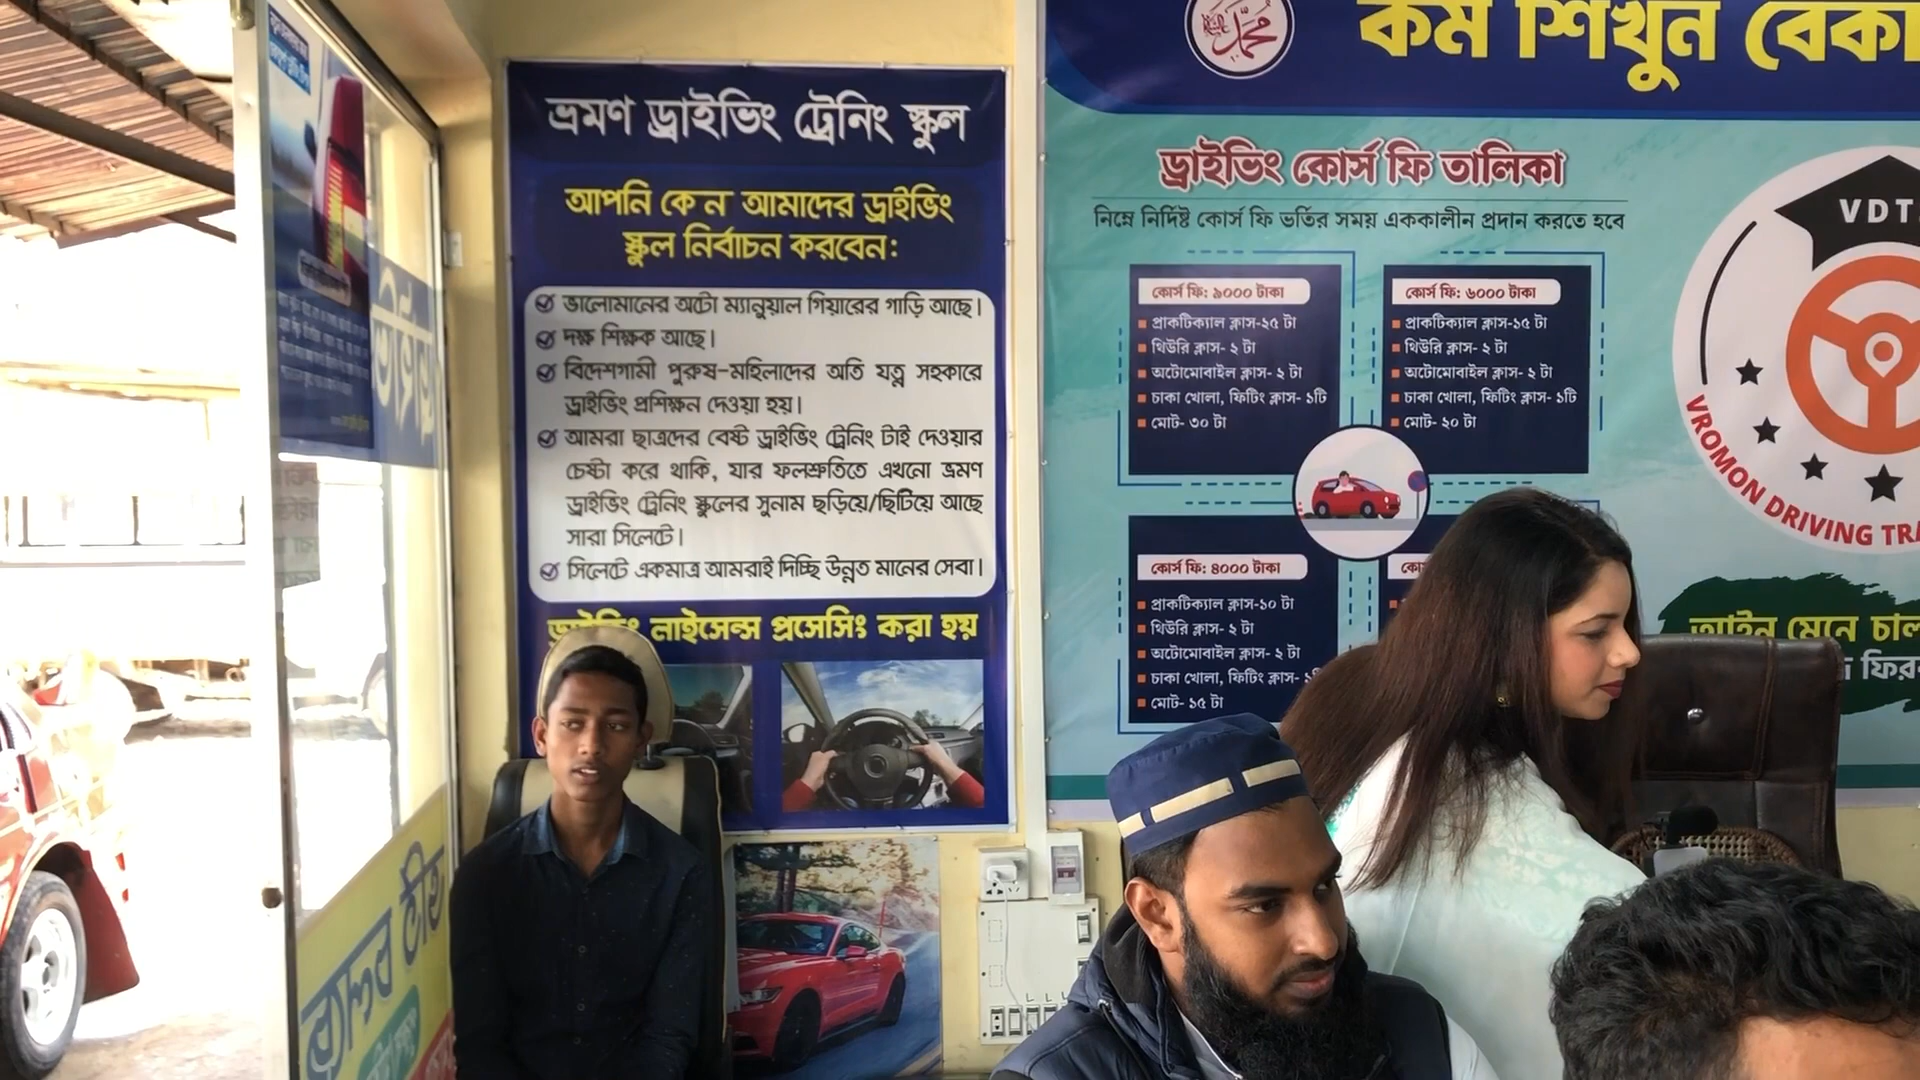 ভ্রমণ ড্রাইভিং ট্রেনিং স্কুল
আপনি কেন আমাদের ড্রাইভিং
স্কুল নির্বাচন করবেন:
ভালোমানের অটো ম্যানুয়াল গিয়ারের গাড়ি আছে।
দক্ষ শিক্ষক আছে।
বিদেশগামী পুরুষ-মহিলাদের অতি যত্ন সহকারে
ড্রাইভিং প্রশিক্ষন দেওয়া হয়।
আমরা ছাত্রদের বেষ্ট ড্রাইভিং ট্রেনিং টাই দেওয়ার
চেষ্টা করে থাকি, যার ফলশ্রুতিতে এখনো ভ্রমণ
ড্রাইভিং ট্রেনিং স্কুলের সুনাম ছড়িয়ে/ছিটিয়ে আছে
সারা সিলেটে।
সিলেটে একমাত্র আমরাই দিচ্ছি উন্নত মানের সেবা।
লাইসেন্স প্রসেসিং করা হয়
কম শিখুন
ড্রাইভিং কোর্স ফি তালিকা
নিম্নে নির্দিষ্ট কোর্স ফি ভর্তির সময় এককালীন প্রদান করতে হবে
কোর্স ফি: ৯০০০ টাকা
প্রাকটিক্যাল ক্লাস-২৫ টা
থিউরি ক্লাস- ২ টা
অটোমোবাইল ক্লাস- ২ টা
চাকা খোলা, ফিটিং ক্লাস- ১টি
মোট- ৩০ টা
কোর্স ফি: ৬০০০ টাকা
প্রাকটিক্যাল ক্লাস-১৫ টা
থিউরি ক্লাস- ২ টা
অটোমোবাইল ক্লাস- ২ টা
চাকা খোলা, ফিটিং ক্লাস- ১টি
মোট- ২০ টা
কোর্স ফি: ৪০০০ টাকা
প্রাকটিক্যাল ক্লাস-১০ টা
থিউরি ক্লাস- ২ টা
অটোমোবাইল ক্লাস- ২ টা
চাকা খোলা, ফিটিং ক্লাস-
মোট- ১৫ টা
VDT
VROMON DRIVING
আইন মেনে